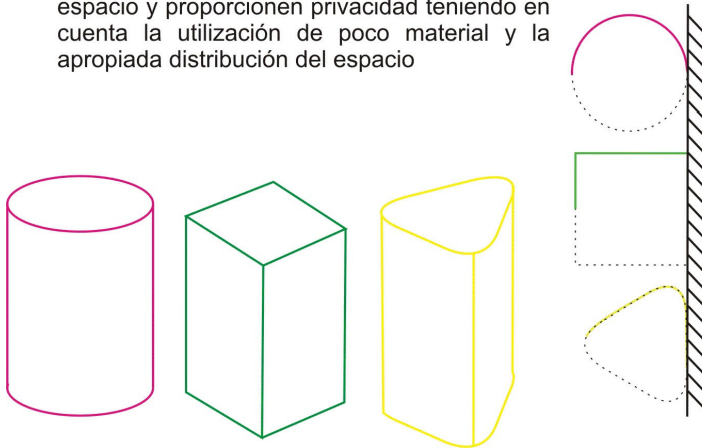 espacio y proporcionen privacidad teniendo en
cuenta la utilización de poco material y la
apropiada distribución del espacio